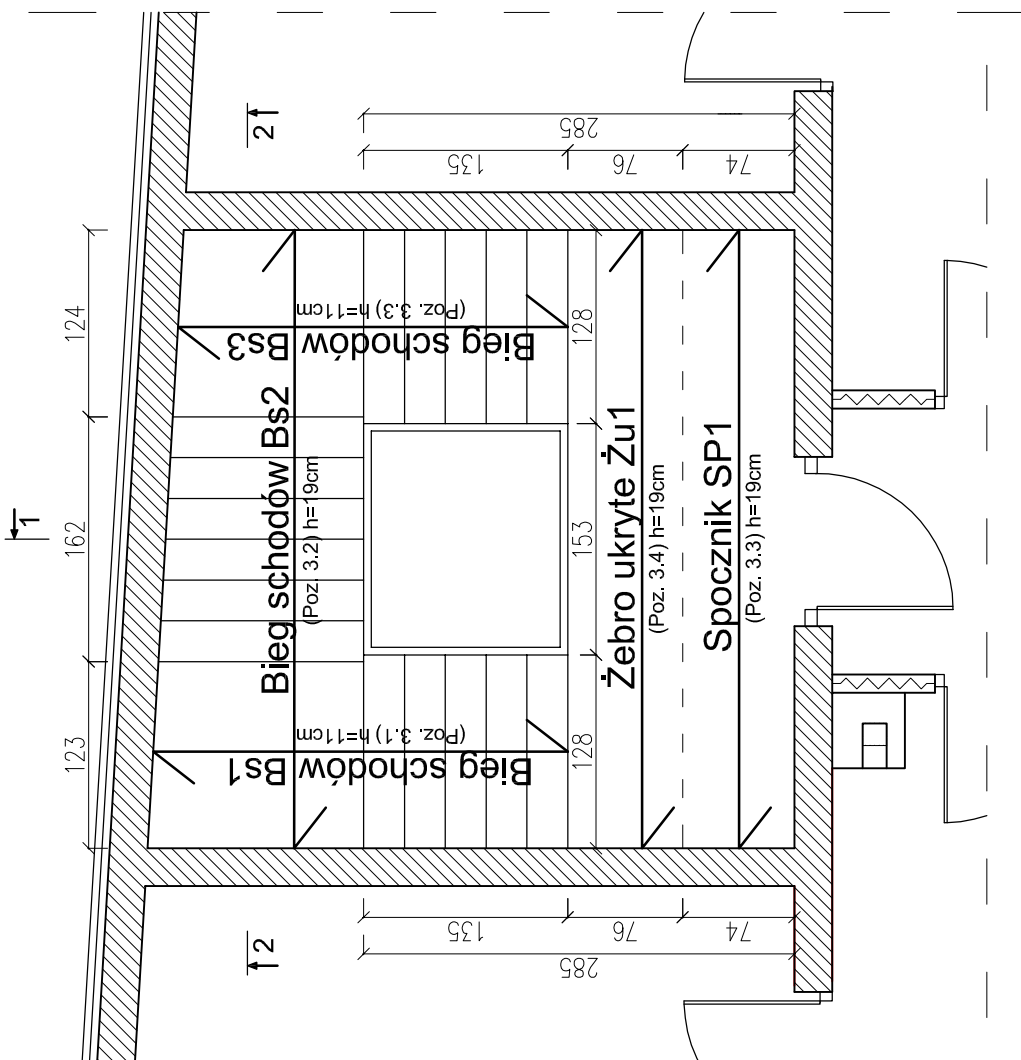 1
2
2
124
162
123
285
135
76
74
Bieg schodów Bs3
(Poz. 3.3) h=11cm
128
Bieg schodów Bs2
(Poz. 3.2) h=19cm
153
Żebro ukryte Żu1
(Poz. 3.4) h=19cm
Spocznik SP1
(Poz. 3.3) h=19cm
Bieg schodów Bs1
(Poz. 3.1) h=11cm
128
135
76
74
285